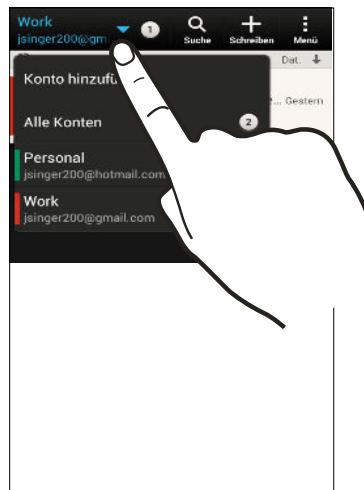 Work
jsinger200@gm
1
Suche
Schreiben
Menü
Dat.
Konto hinzufü
... Gestern
Alle Konten
2
Personal
jsinger200@hotmail.com
Work
jsinger200@gmail.com